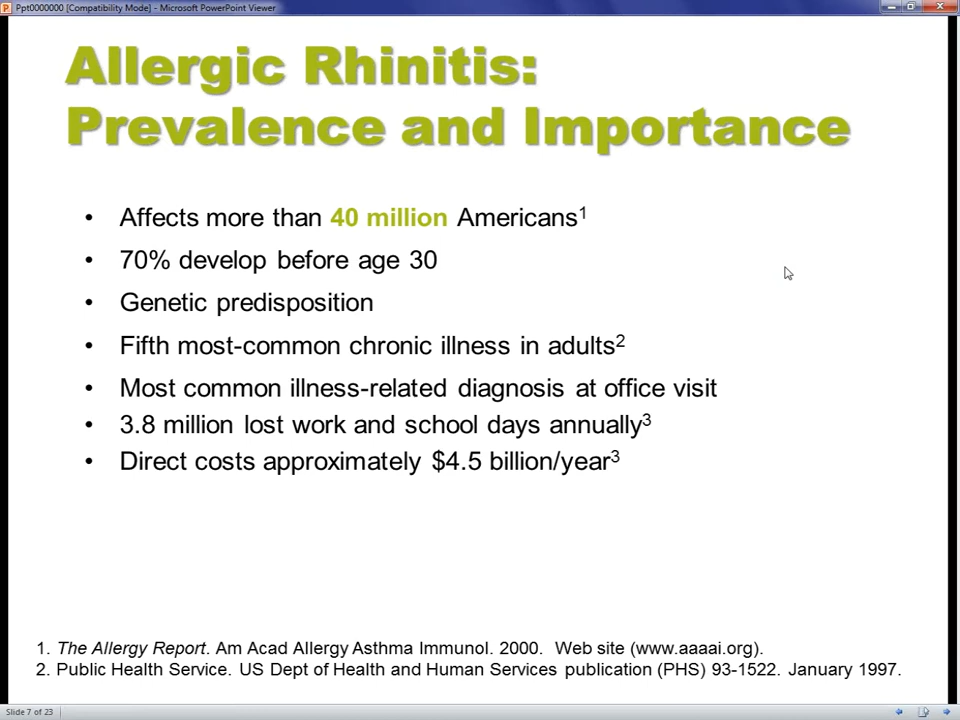 Ppt0000000 [Compatibility Mode] - Microsoft PowerPoint Viewer
Allergic Rhinitis:
Prevalence and Importance
• Affects more than 40 million Americans¹
• 70% develop before age 30
• Genetic predisposition
• Fifth most-common chronic illness in adults²
• Most common illness-related diagnosis at office visit
• 3.8 million lost work and school days annually³
• Direct costs approximately $4.5 billion/year³
1. The Allergy Report. Am Acad Allergy Asthma Immunol. 2000. Web site (www.aaaai.org).
2. Public Health Service. US Dept of Health and Human Services publication (PHS) 93-1522. January 1997.
Slide 7 of 23